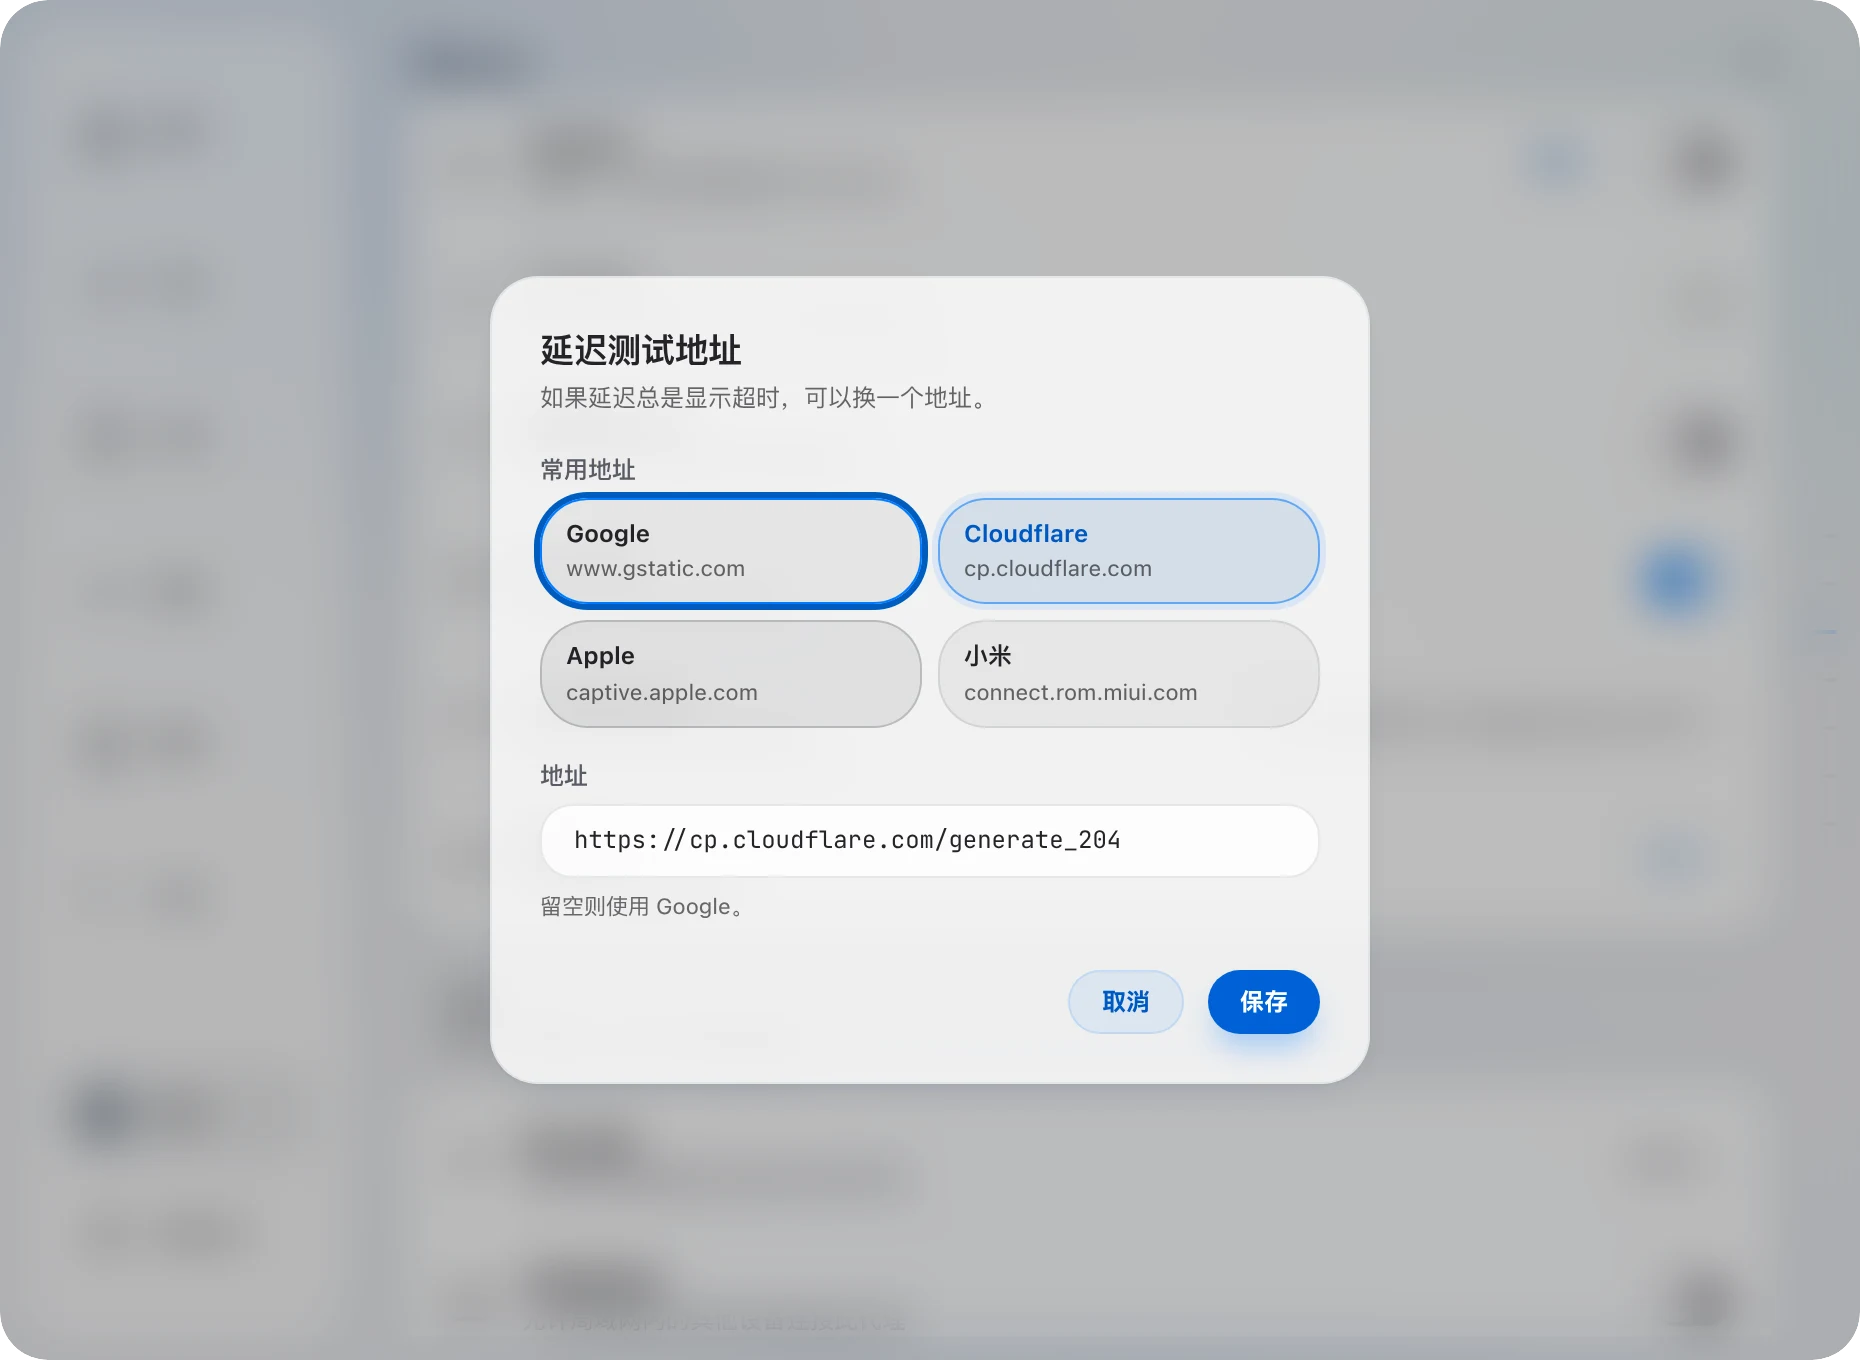 延迟测试地址
如果延迟总是显示超时，可以换一个地址。
常用地址
Google
www.gstatic.com
Cloudflare
cp.cloudflare.com
Apple
captive.apple.com
小米
connect.rom.miui.com
地址
https://cp.cloudflare.com/generate_204
留空则使用 Google。
取消
保存